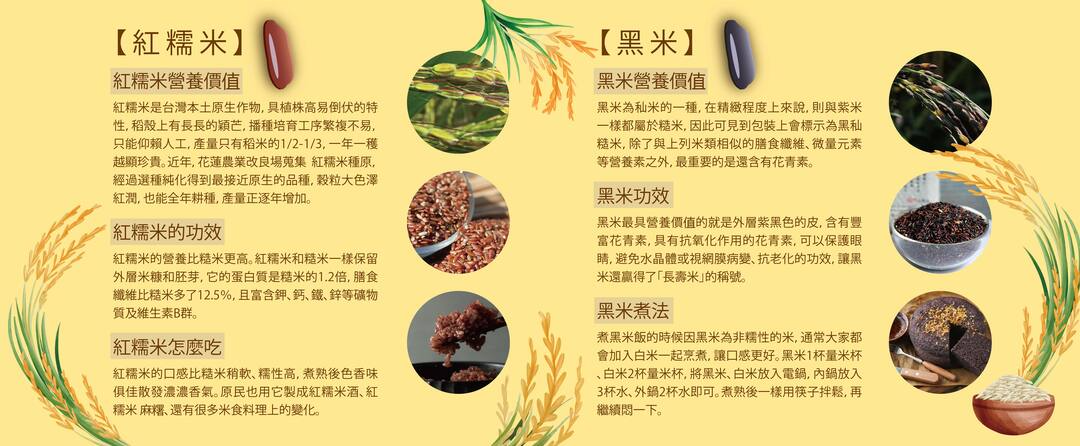 【紅糯米】
紅糯米營養價值
紅糯米是台灣本土原生作物, 具植株高易倒伏的特
性, 稻殼上有長長的穎芒, 播種培育工序繁複不易,
只能仰賴人工, 產量只有稻米的1/2-1/3, 一年一穫
越顯珍貴。近年, 花蓮農業改良場蒐集 紅糯米種原,
經過選種純化得到最接近原生的品種, 穀粒大色澤
紅潤, 也能全年耕種, 產量正逐年增加。
紅糯米的功效
紅糯米的營養比糙米更高。紅糯米和糙米一樣保留
外層米糠和胚芽, 它的蛋白質是糙米的1.2倍, 膳食
纖維比糙米多了12.5%, 且富含鉀、鈣、鐵、鋅等礦物
質及維生素B群。
紅糯米怎麼吃
紅糯米的口感比糙米稍軟、糯性高, 煮熟後色香味
俱佳散發濃濃香氣。原民也用它製成紅糯米酒、紅
糯米 麻糬、還有很多米食料理上的變化。
【黑米】
黑米營養價值
黑米為秈米的一種, 在精緻程度上來說, 則與紫米
一樣都屬於糙米, 因此可見到包裝上會標示為黑秈
糙米, 除了與上列米類相似的膳食纖維、微量元素
等營養素之外, 最重要的是還含有花青素。
黑米功效
黑米最具營養價值的就是外層紫黑色的皮, 含有豐
富花青素, 具有抗氧化作用的花青素, 可以保護眼
睛, 避免水晶體或視網膜病變、抗老化的功效, 讓黑
米還贏得了「長壽米」的稱號。
黑米煮法
煮黑米飯的時候因黑米為非糯性的米, 通常大家都
會加入白米一起烹煮, 讓口感更好。黑米1杯量米杯
、白米2杯量米杯, 將黑米、白米放入電鍋, 內鍋放入
3杯水、外鍋2杯水即可。煮熟後一樣用筷子拌鬆, 再
繼續悶一下。